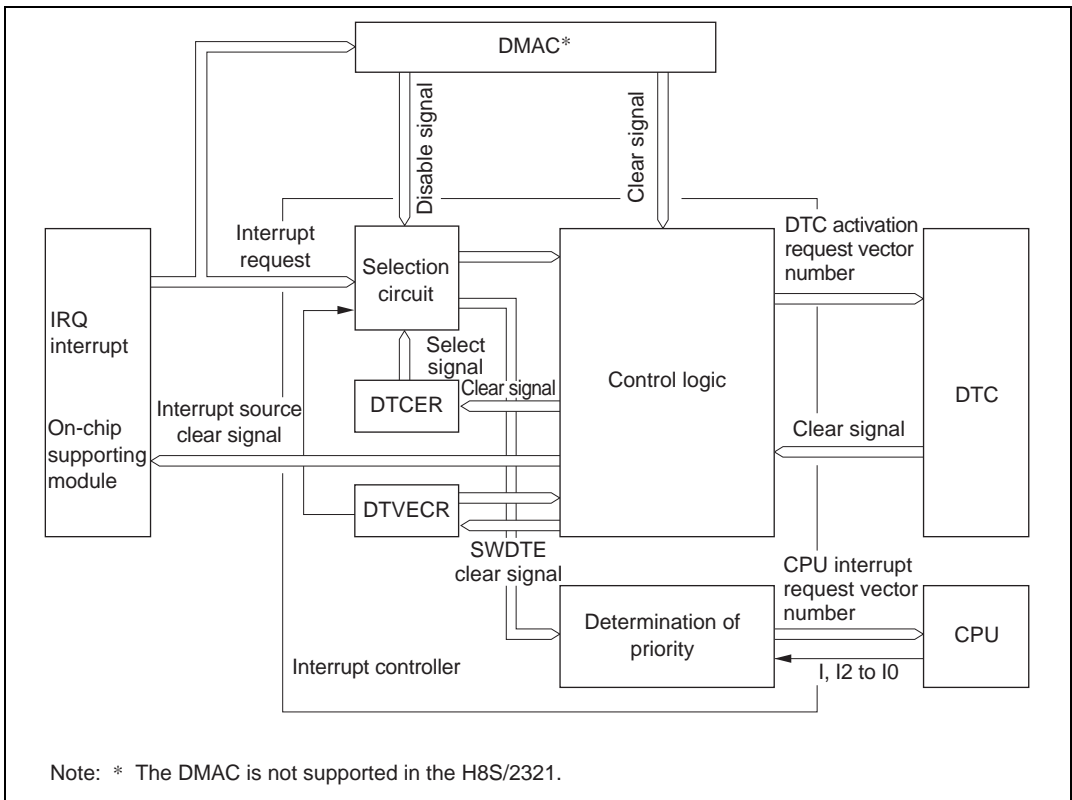 DMAC*
Disable signal
Clear signal
Interrupt
request
Selection
circuit
DTC activation
request vector
number
IRQ
interrupt
Select
signal
Control logic
DTC
DTCER
Clear signal
Interrupt source
clear signal
On-chip
supporting
module
Clear signal
DTVECR
SWDTE
clear signal
CPU interrupt
request vector
number
Determination of
priority
CPU
Interrupt controller
I, I2 to I0
Note: * The DMAC is not supported in the H8S/2321.